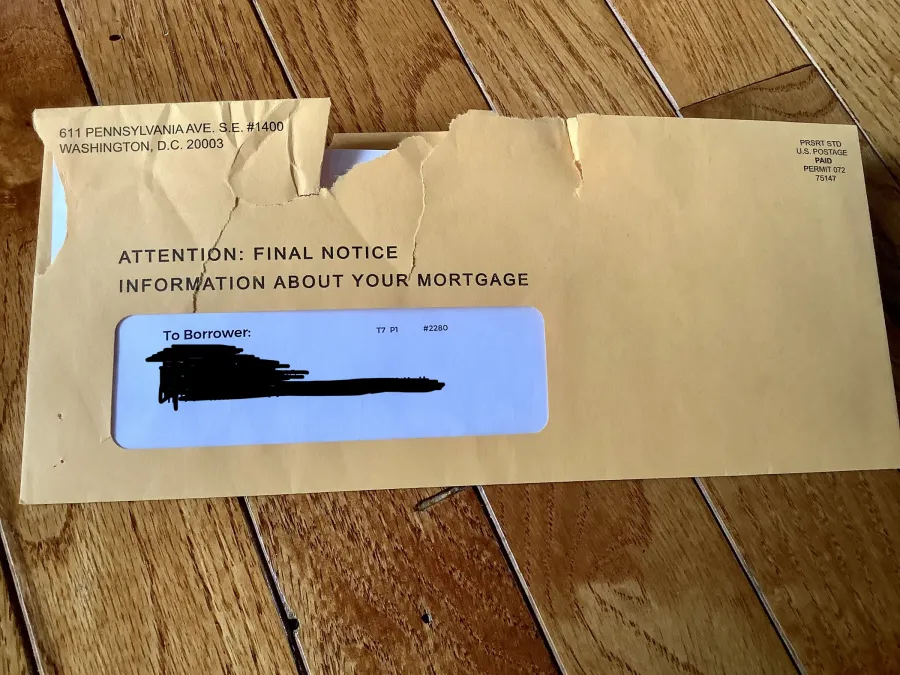 611 PENNSYLVANIA AVE. S.E. #1400
WASHINGTON, D.C. 20003
PRSRT STD
U.S. POSTAGE
PAID
PERMIT 072
75147
ATTENTION: FINAL NOTICE
INFORMATION ABOUT YOUR MORTGAGE
To Borrower: T7 P1 #2280